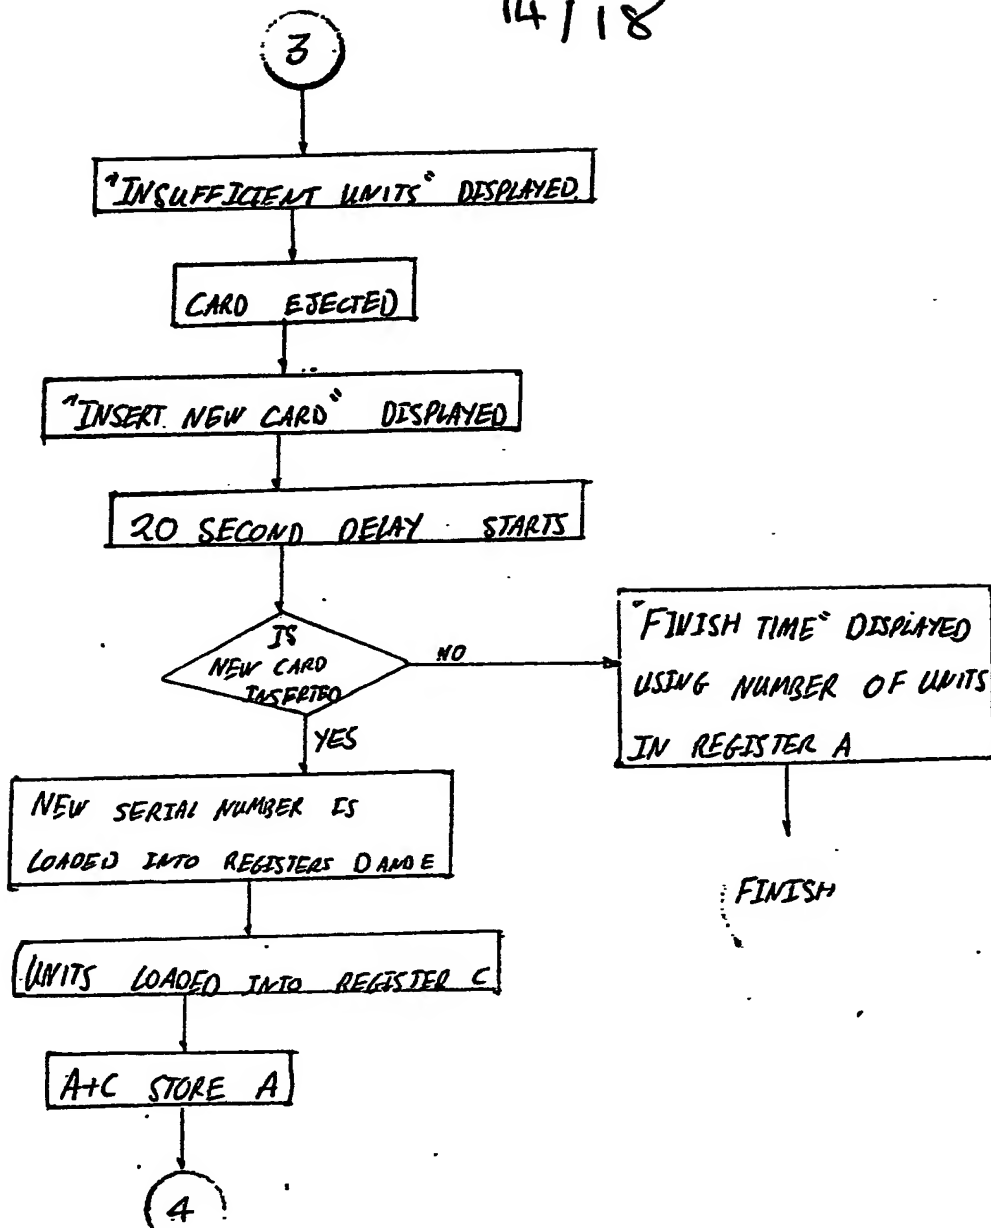 14/18
3
"INSUFFICIENT UNITS" DISPLAYED.
CARD EJECTED
"INSERT NEW CARD" DISPLAYED
20 SECOND DELAY STARTS
IS
NEW CARD
INSERTED
NO
YES
"FINISH TIME" DISPLAYED
USING NUMBER OF UNITS
IN REGISTER A
FINISH
NEW SERIAL NUMBER IS
LOADED INTO REGISTERS D AND E
UNITS LOADED INTO REGISTER C
A+C STORE A
4